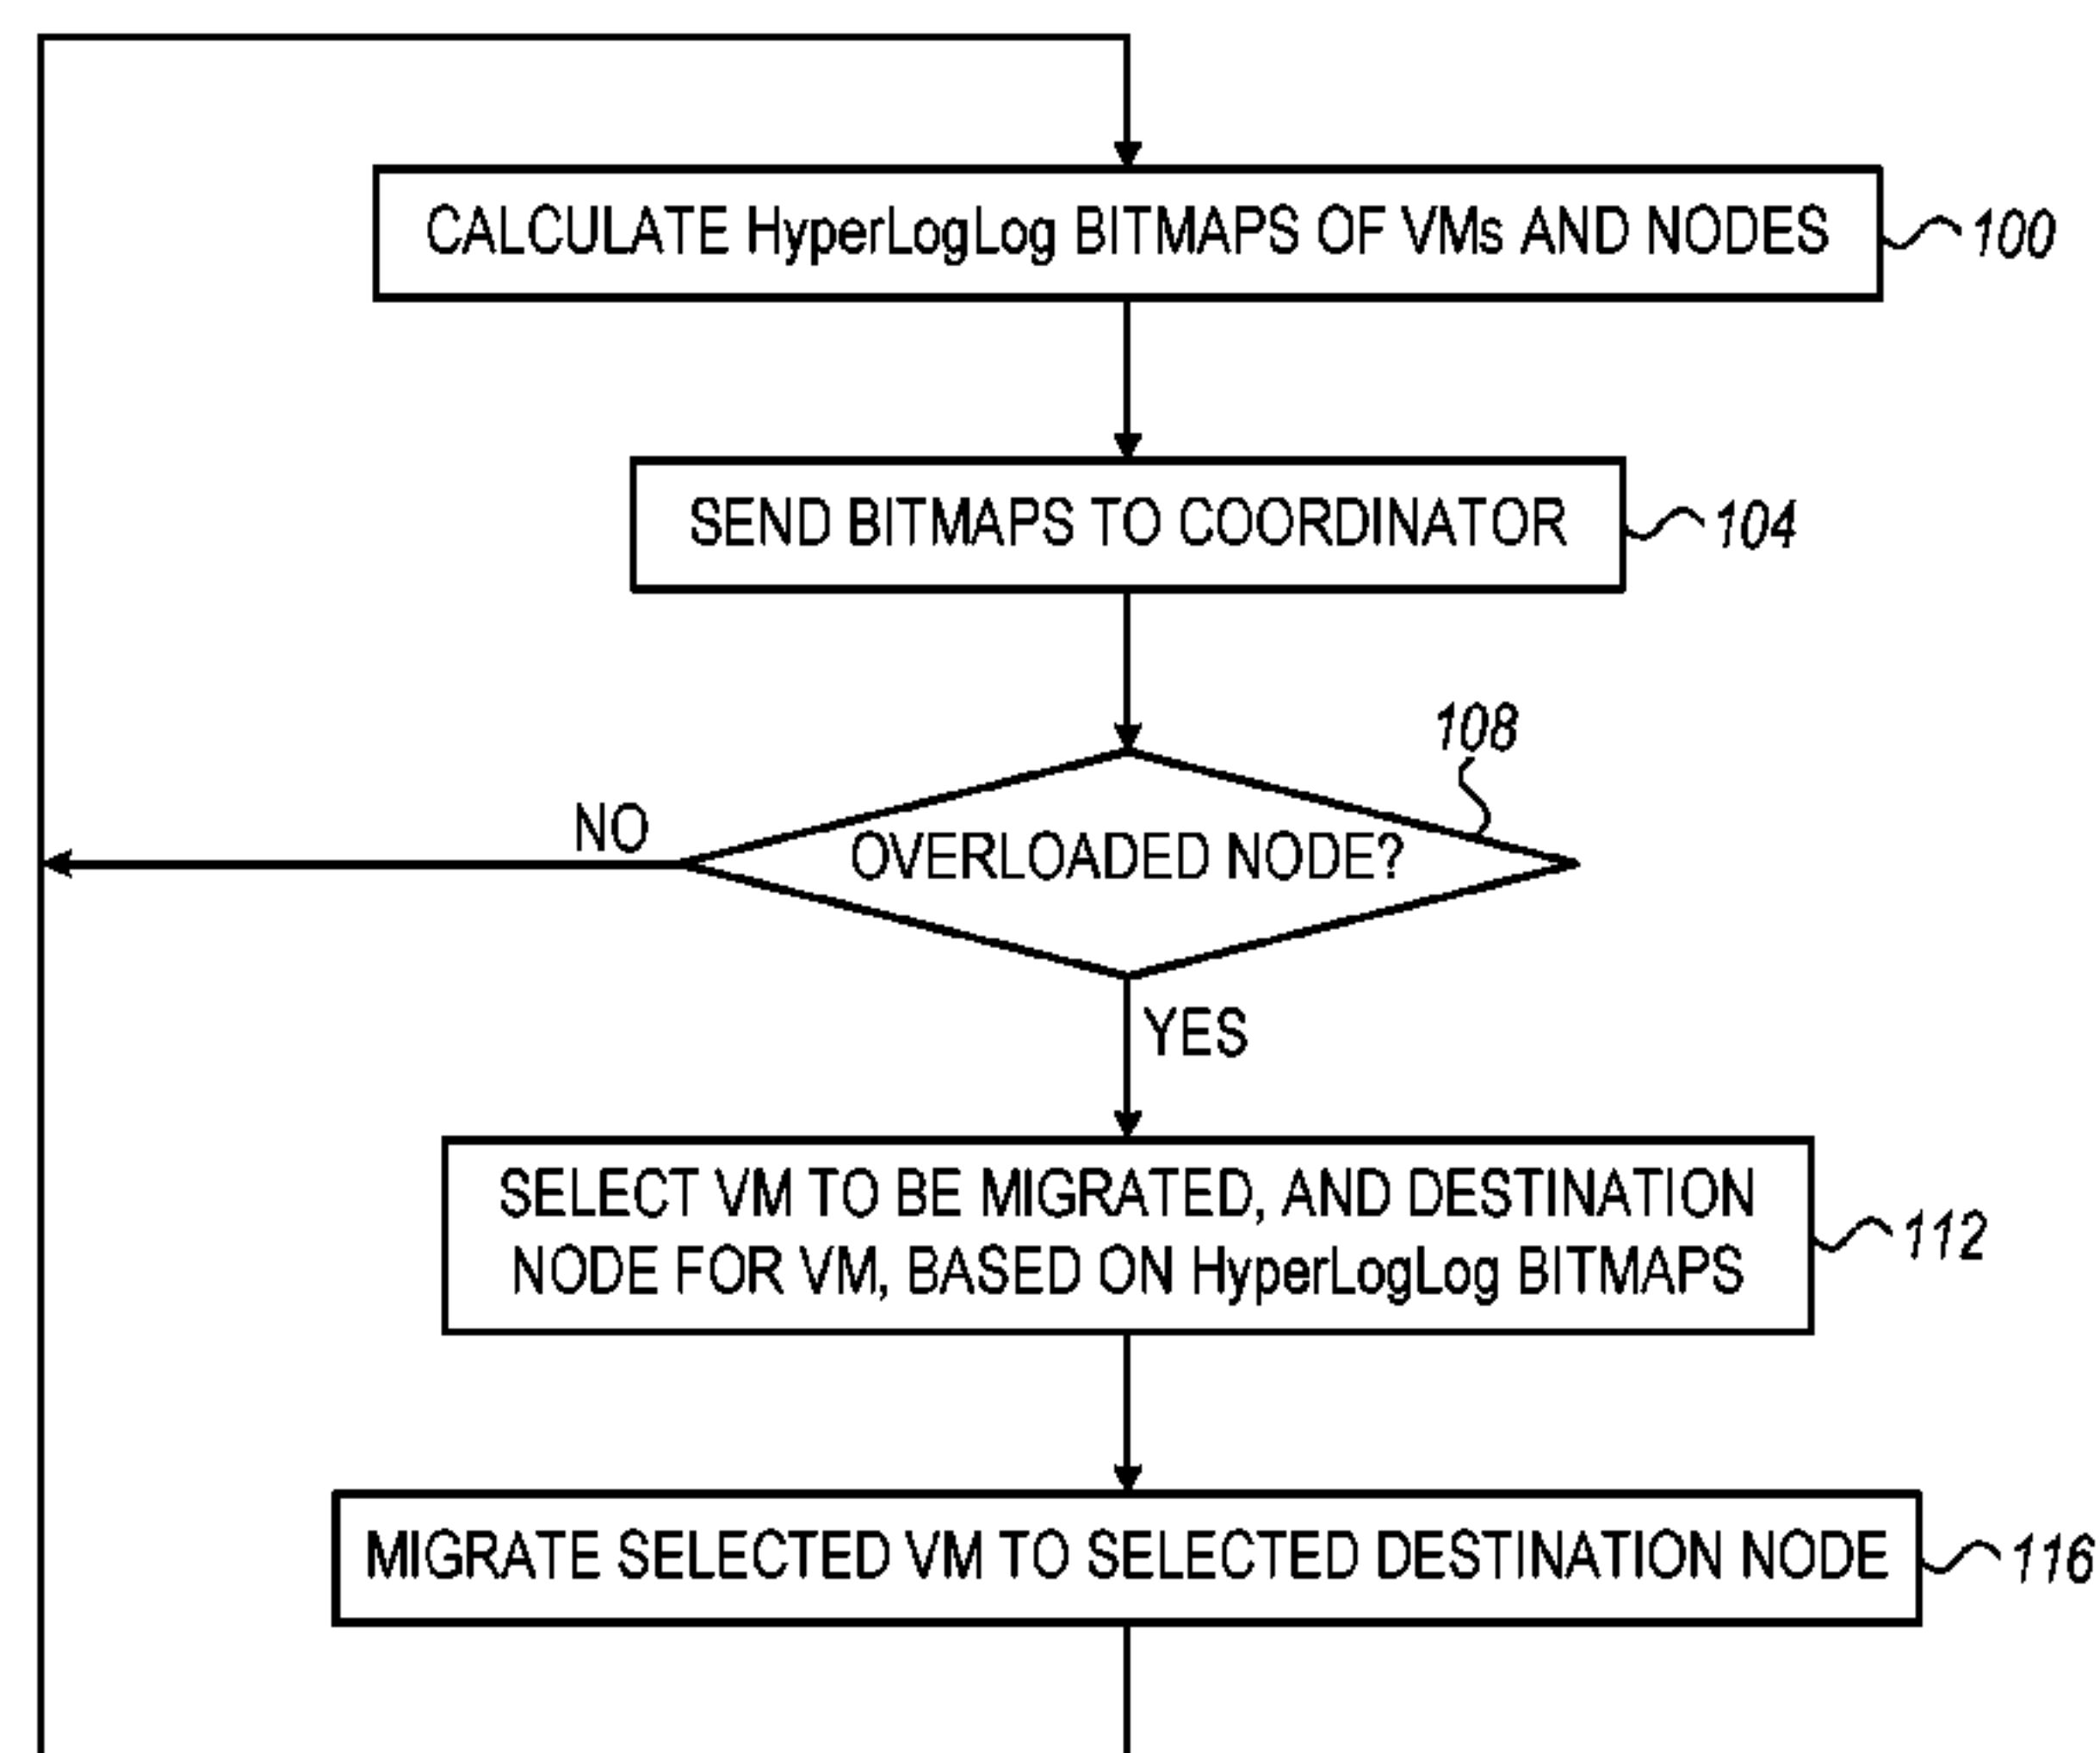 CALCULATE HyperLogLog BITMAPS OF VMs AND NODES
100
SEND BITMAPS TO COORDINATOR
104
108
OVERLOADED NODE?
NO
YES
SELECT VM TO BE MIGRATED, AND DESTINATION
NODE FOR VM, BASED ON HyperLogLog BITMAPS
112
MIGRATE SELECTED VM TO SELECTED DESTINATION NODE
116